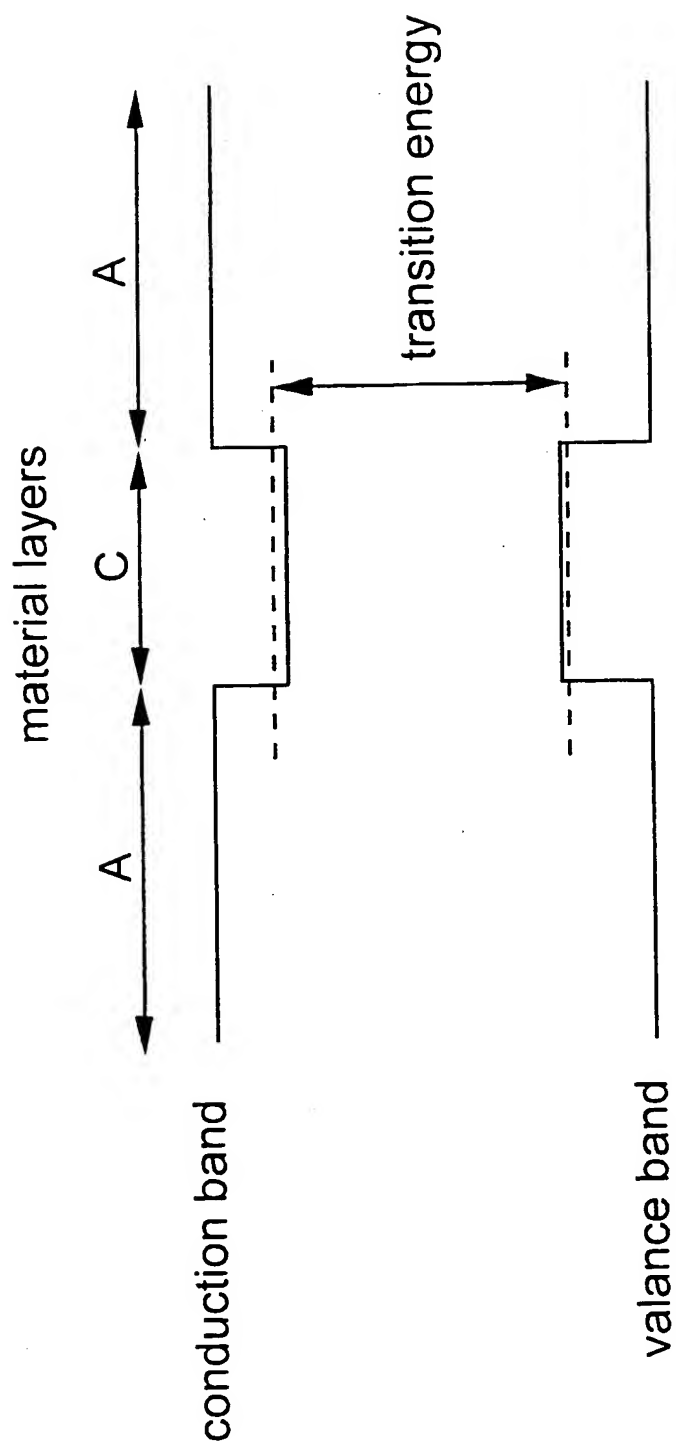 material layers
A
C
A
conduction band
transition energy
valance band